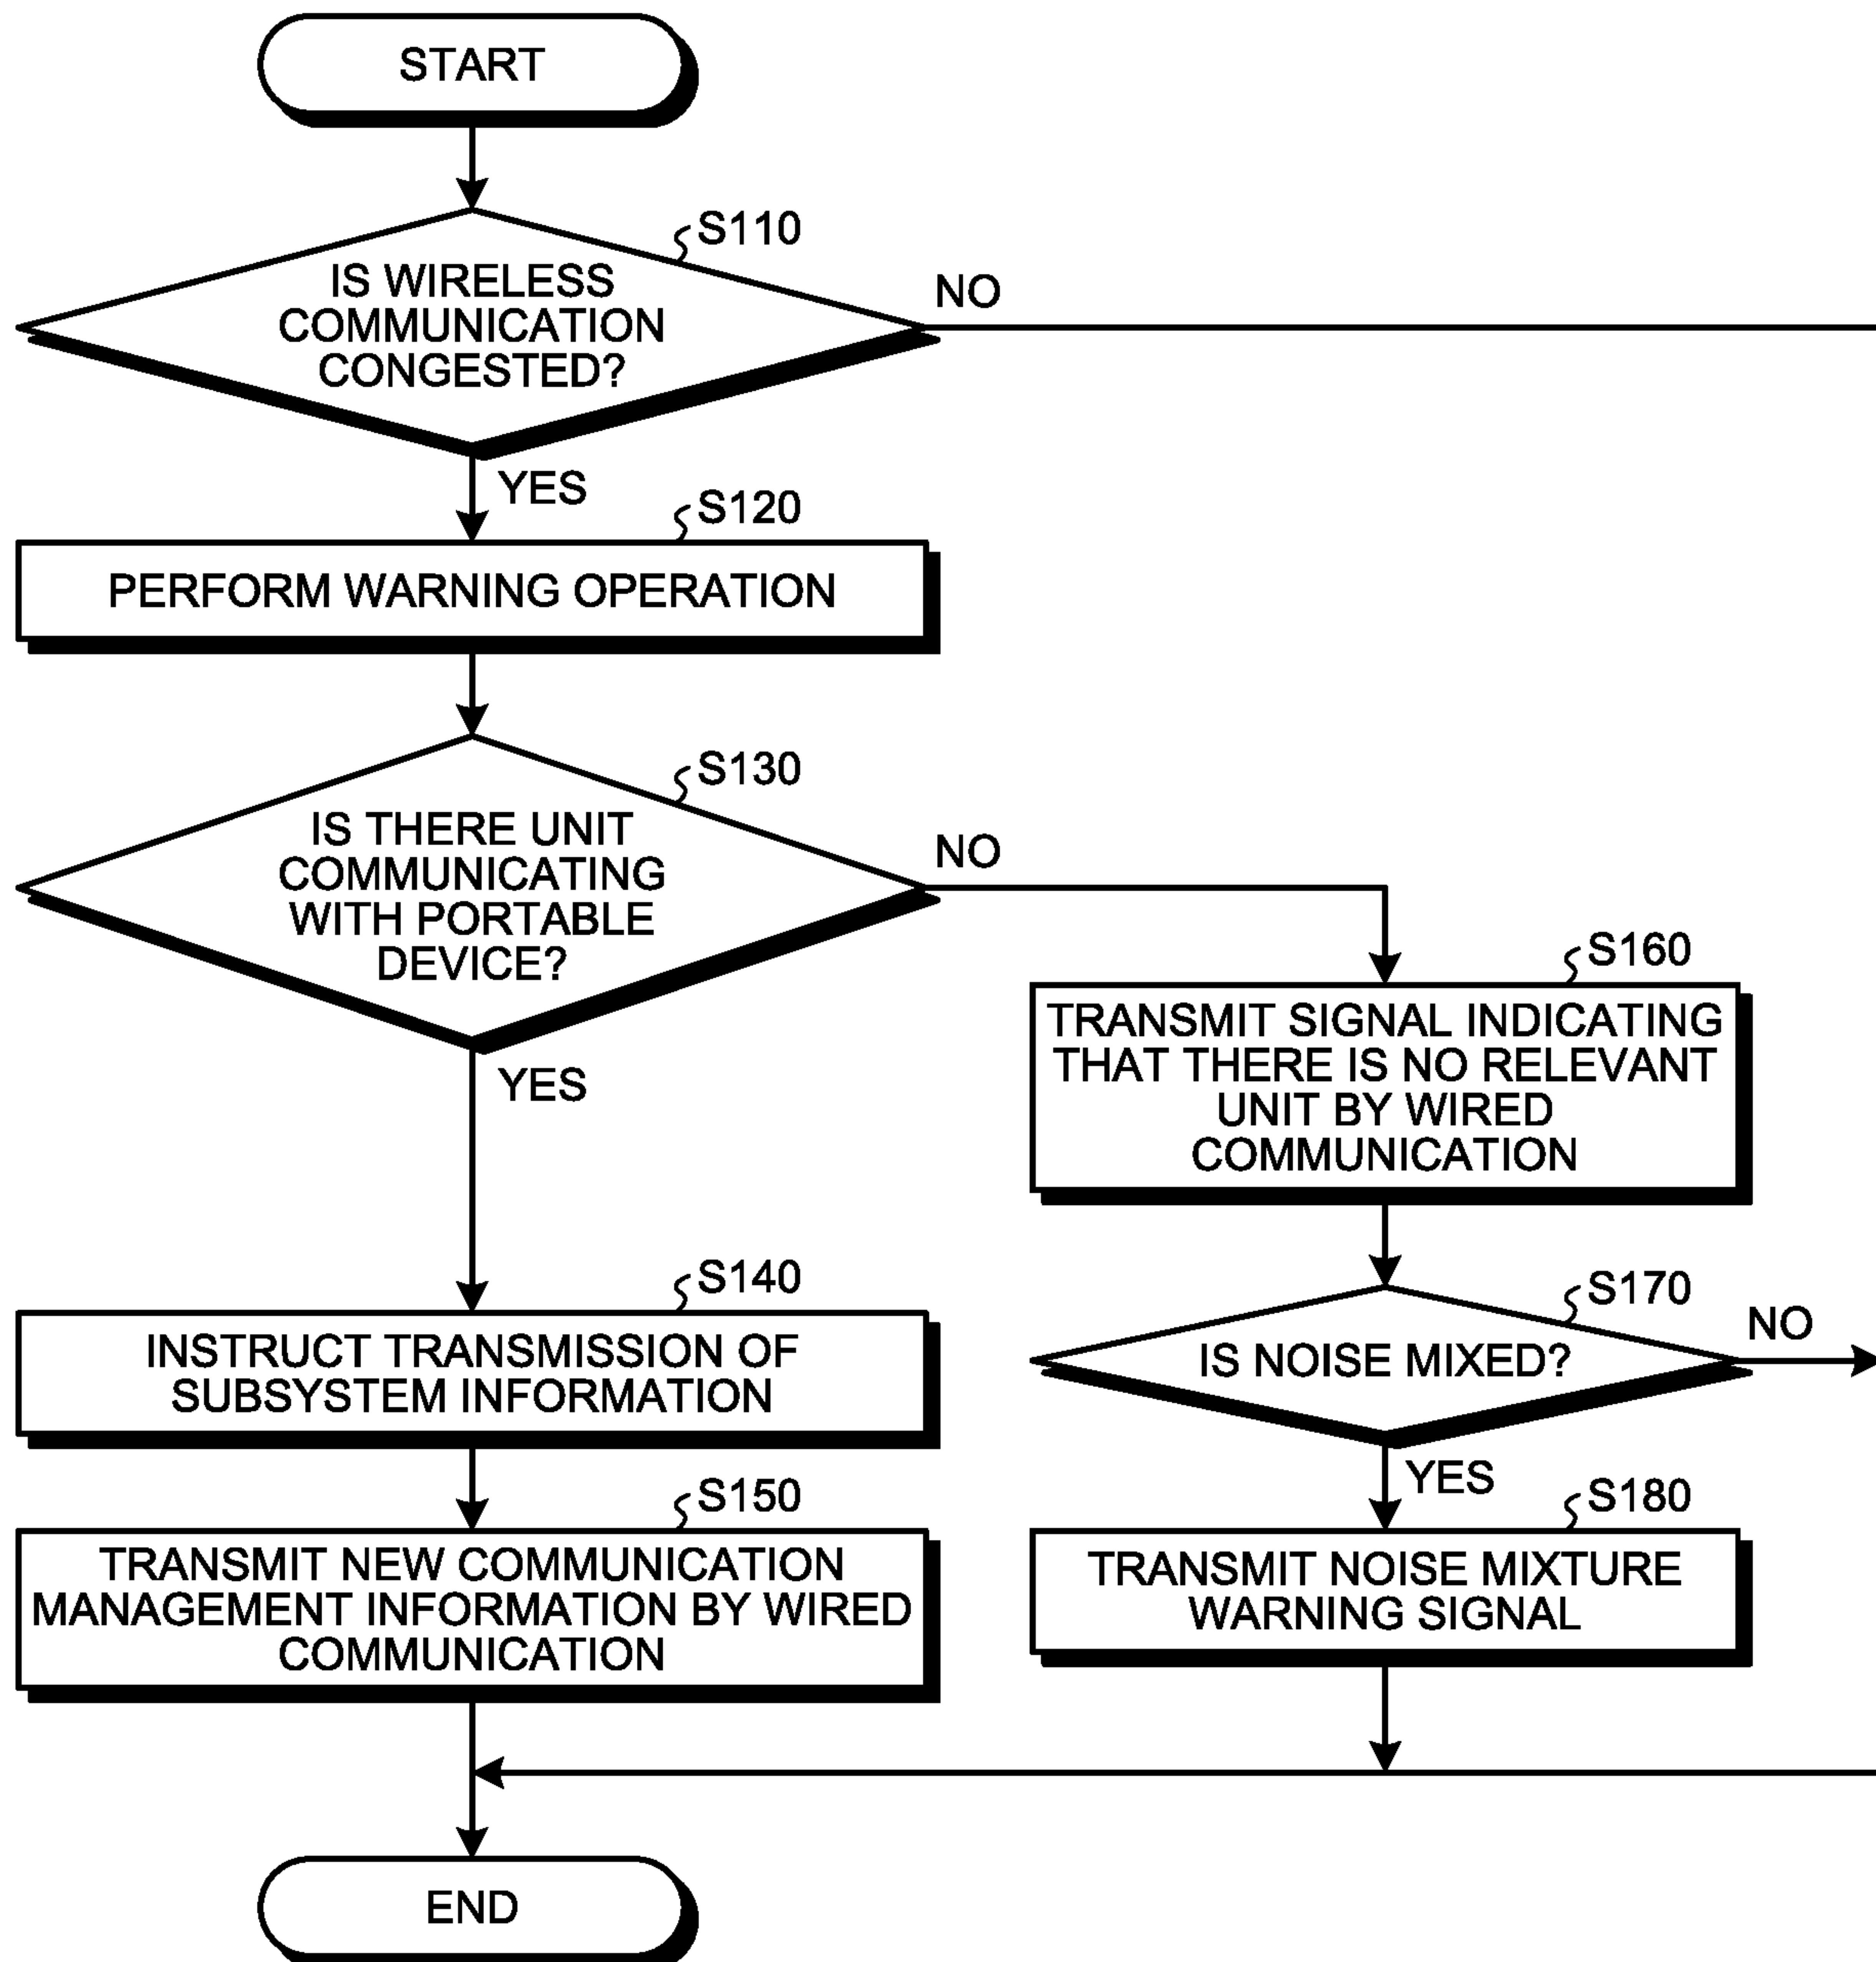 START
S110
IS WIRELESS
COMMUNICATION
CONGESTED?
NO
YES
S120
PERFORM WARNING OPERATION
S130
IS THERE UNIT
COMMUNICATING
WITH PORTABLE
DEVICE?
NO
YES
S160
TRANSMIT SIGNAL INDICATING
THAT THERE IS NO RELEVANT
UNIT BY WIRED
COMMUNICATION
S140
INSTRUCT TRANSMISSION OF
SUBSYSTEM INFORMATION
S170
IS NOISE MIXED?
NO
YES
S150
TRANSMIT NEW COMMUNICATION
MANAGEMENT INFORMATION BY WIRED
COMMUNICATION
S180
TRANSMIT NOISE MIXTURE
WARNING SIGNAL
END